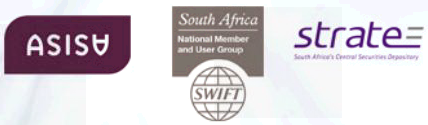 ASISA
South Africa
National Member
and User Group
SWIFT
strate
South Africa's Central Securities Depository